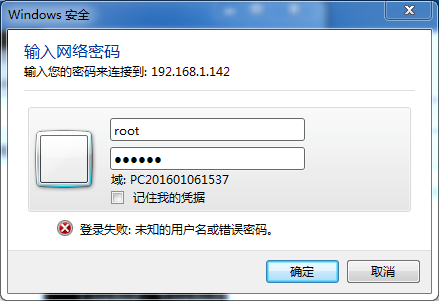 Windows 安全
输入网络密码
输入您的密码来连接到: 192.168.1.142
root
●●●●●●
域: PC201601061537
记住我的凭据
登录失败: 未知的用户名或错误密码。
确定
取消